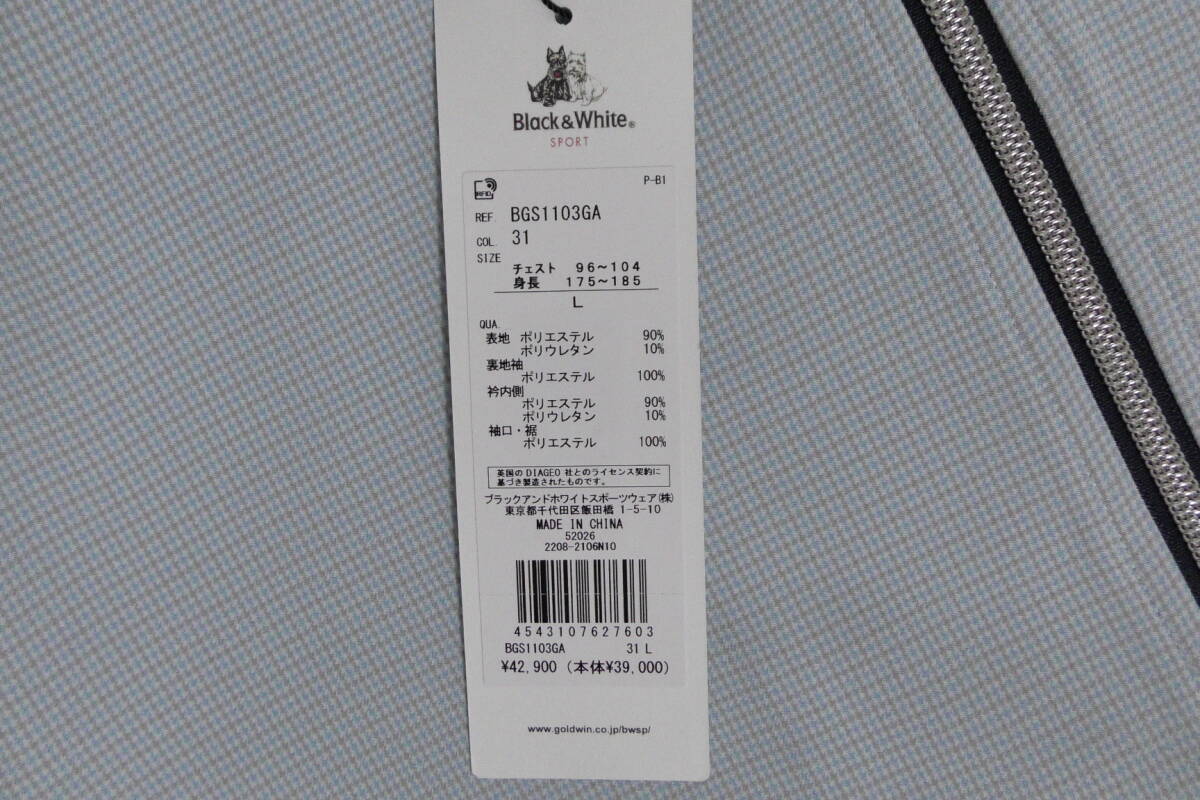 Black&White®
SPORT
RFID
P-B1
REF. BGS1103GA
COL. 31
SIZE
チェスト 96～104
身長 175～185
L
QUA.
表地 ポリエステル 90%
ポリウレタン 10%
裏地袖
ポリエステル 100%
衿内側
ポリエステル 90%
ポリウレタン 10%
袖口・裾
ポリエステル 100%
英国の DIAGEO 社とのライセンス契約に
基づき製造されたものです。
ブラックアンドホワイトスポーツウェア(株)
東京都千代田区飯田橋 1-5-10
MADE IN CHINA
52026
2208-2106N10
4543107627603
BGS1103GA 31 L
¥42,900 (本体¥39,000)
www.goldwin.co.jp/bwsp/